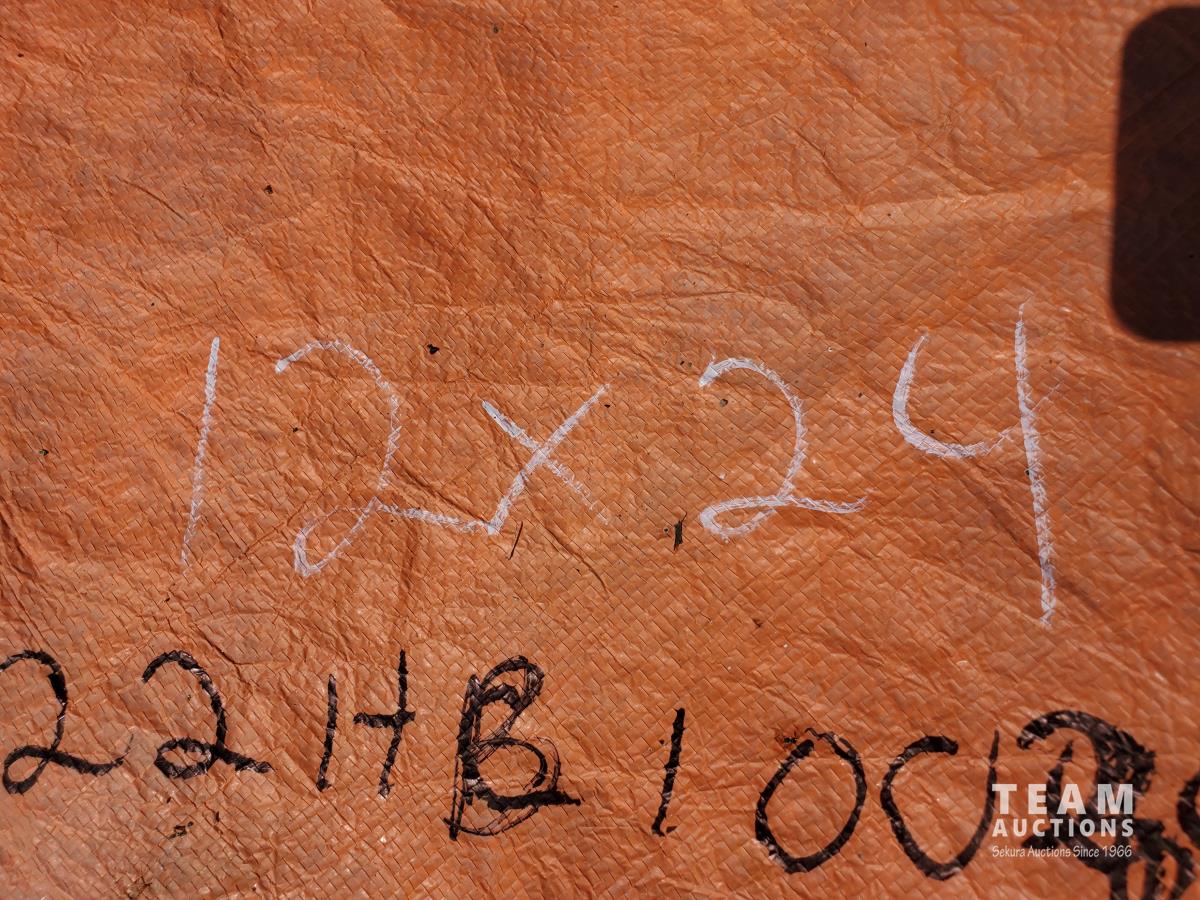 12x24
22HB 100
TEAM
AUCTIONS
Sekura Auctions Since 1966